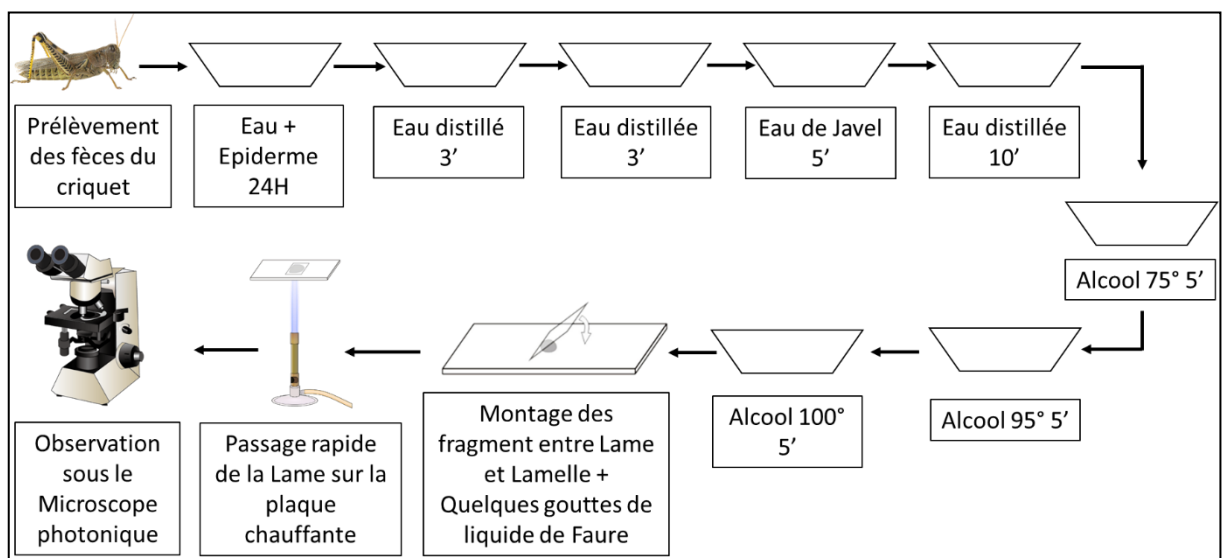 Prélèvement
des fèces du
criquet
Eau +
Epiderme
24H
Eau distillé
3’
Eau distillée
3’
Eau de Javel
5’
Eau distillée
10’
Alcool 75° 5’
Alcool 95° 5’
Alcool 100°
5’
Montage des
fragment entre Lame
et Lamelle +
Quelques gouttes de
liquide de Faure
Passage rapide
de la Lame sur la
plaque
chauffante
Observation
sous le
Microscope
photonique